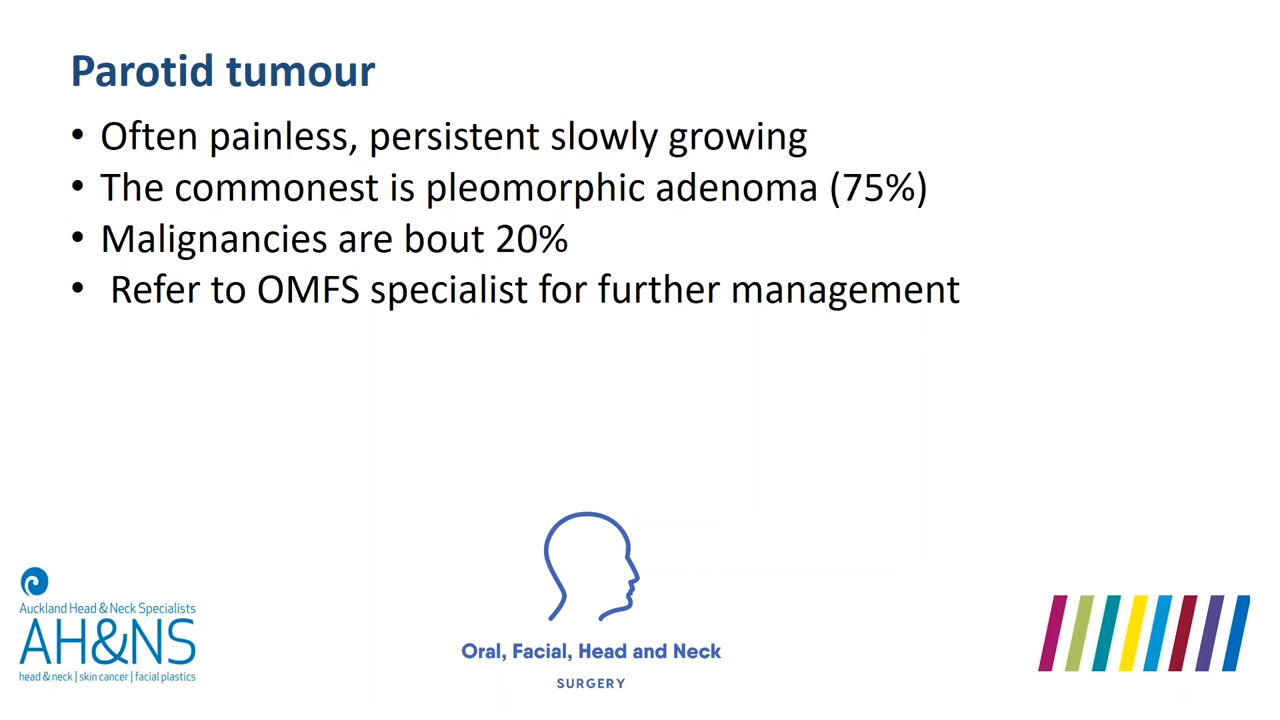 Parotid tumour
• Often painless, persistent slowly growing
• The commonest is pleomorphic adenoma (75%)
• Malignancies are bout 20%
• Refer to OMFS specialist for further management
Auckland Head & Neck Specialists
AH&NS
head & neck | skin cancer | facial plastics
Oral, Facial, Head and Neck
SURGERY